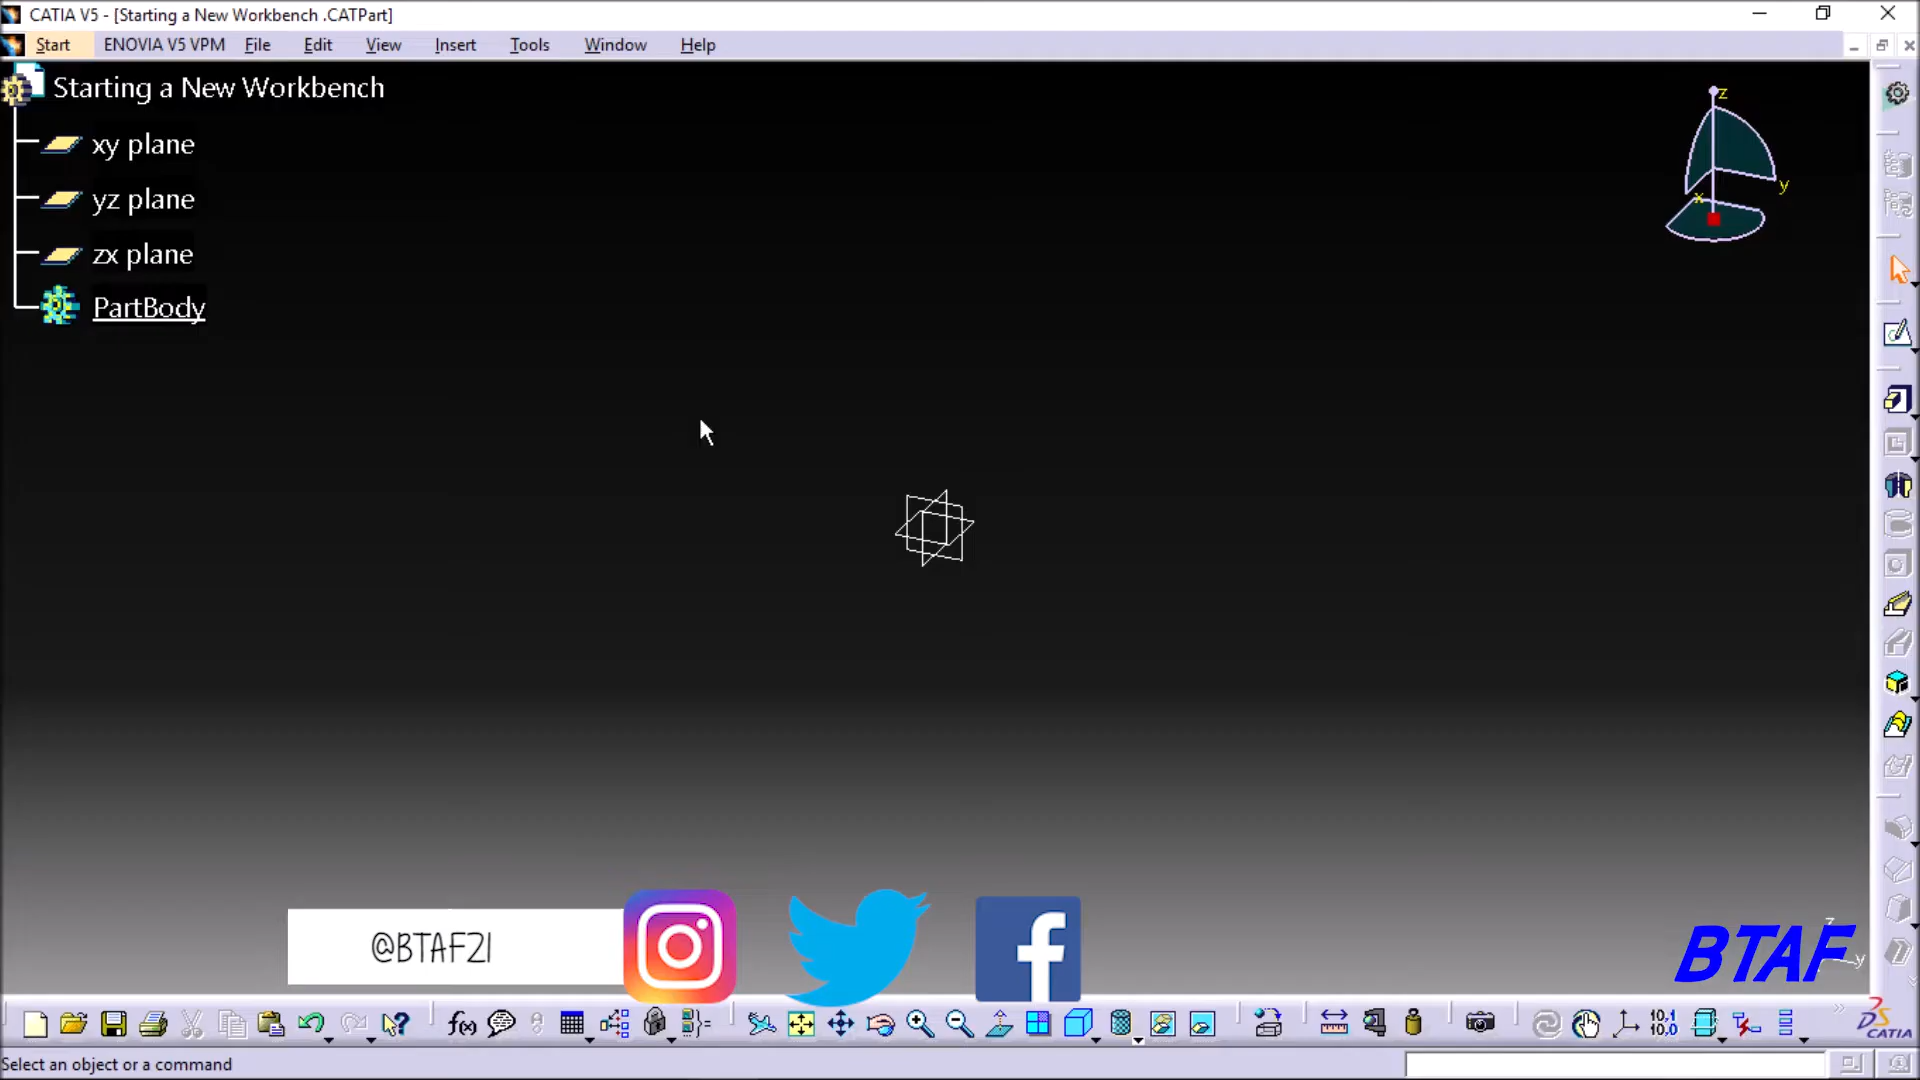 CATIA V5 - [Starting a New Workbench .CATPart]
Start ENOVIA V5 VPM File Edit View Insert Tools Window Help
Starting a New Workbench
xy plane
yz plane
zx plane
PartBody
z
y
x
@BTAF21
BTAF
z
y
f(x)
10,1
10,0
CATIA
Select an object or a command